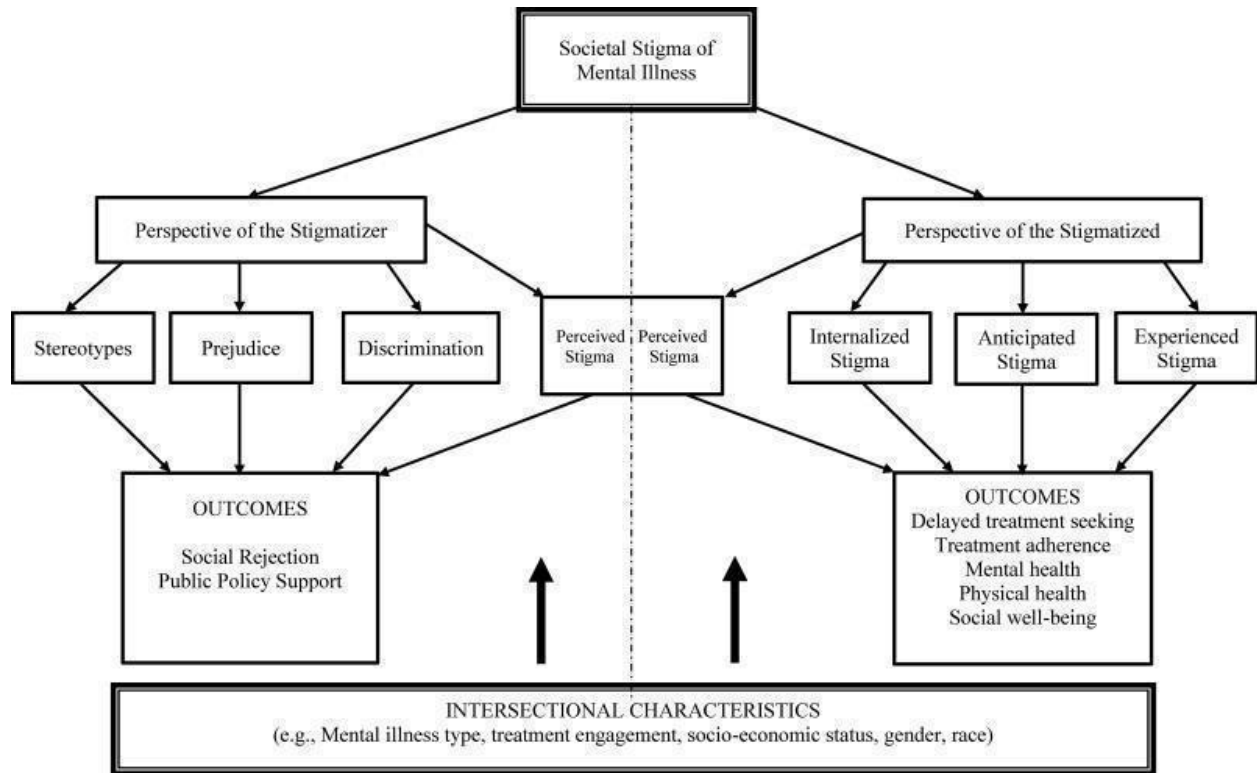 Societal Stigma of
Mental Illness
Perspective of the Stigmatizer
Perspective of the Stigmatized
Stereotypes
Prejudice
Discrimination
Perceived
Stigma
Perceived
Stigma
Internalized
Stigma
Anticipated
Stigma
Experienced
Stigma
OUTCOMES
Social Rejection
Public Policy Support
OUTCOMES
Delayed treatment seeking
Treatment adherence
Mental health
Physical health
Social well-being
INTERSECTIONAL CHARACTERISTICS
(e.g., Mental illness type, treatment engagement, socio-economic status, gender, race)